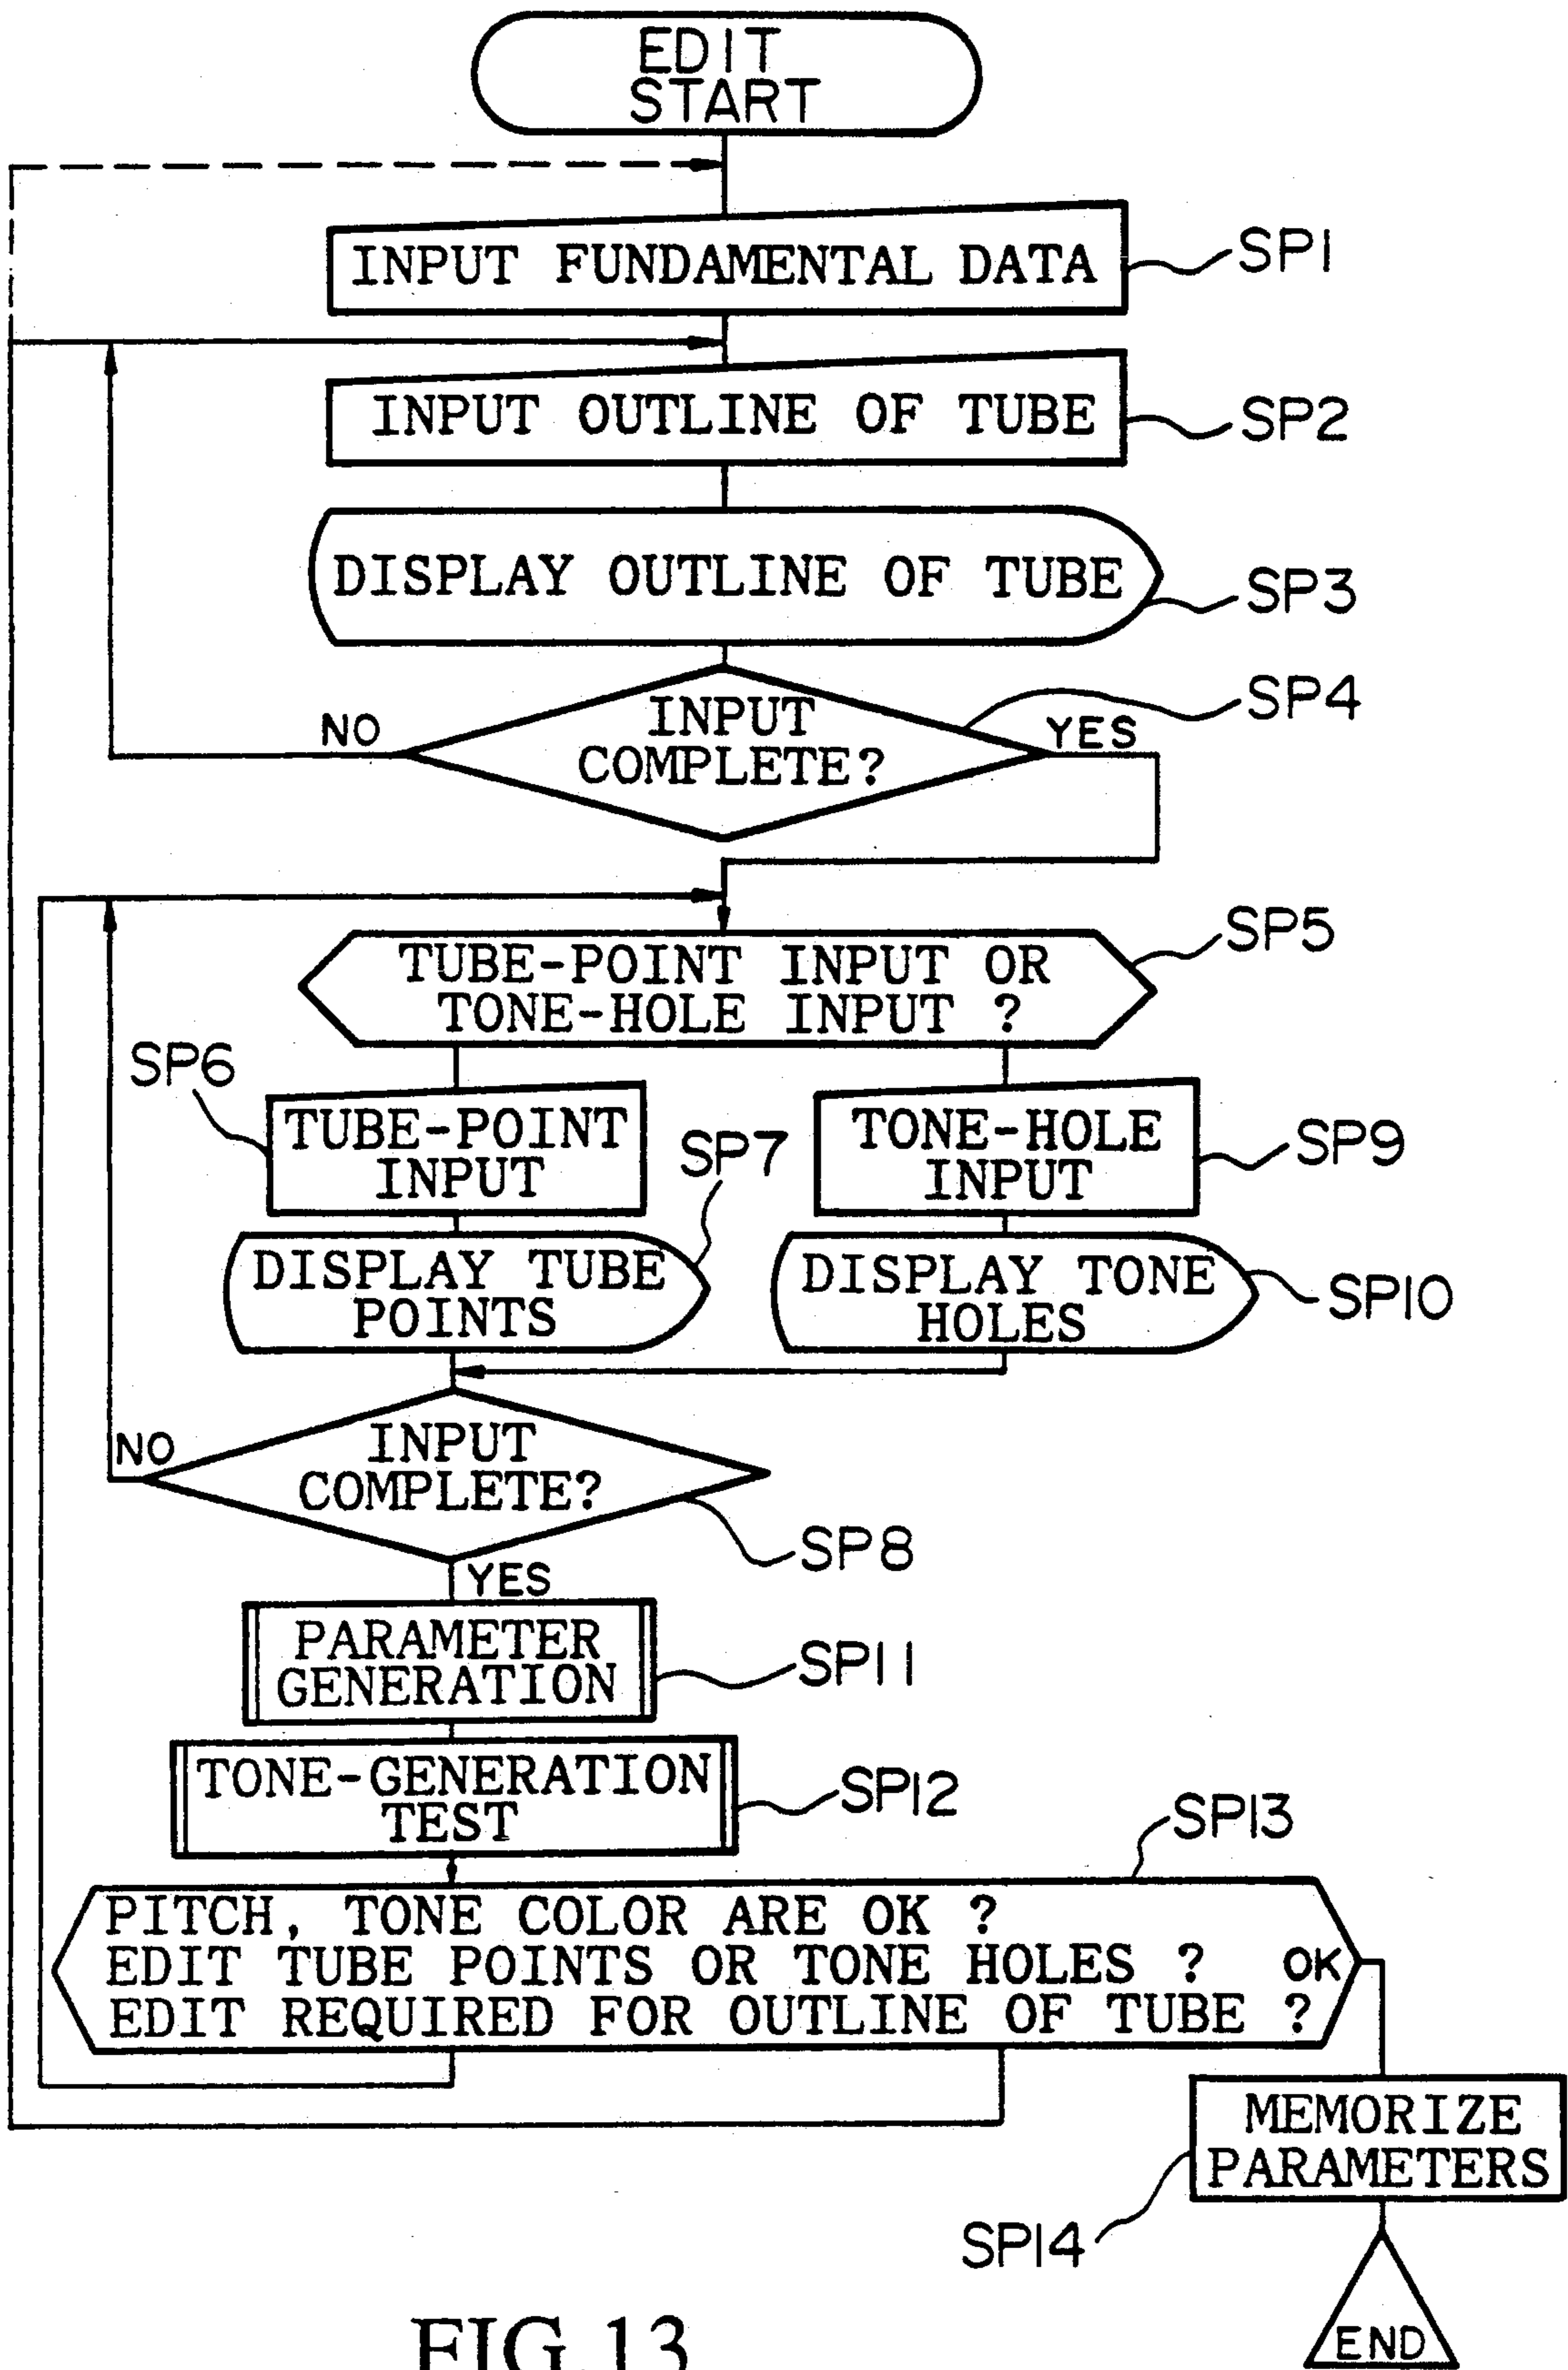 EDIT
START
INPUT FUNDAMENTAL DATA
SP1
INPUT OUTLINE OF TUBE
SP2
DISPLAY OUTLINE OF TUBE
SP3
INPUT
COMPLETE?
SP4
NO
YES
TUBE-POINT INPUT OR
TONE-HOLE INPUT ?
SP5
SP6
TUBE-POINT
INPUT
SP7
DISPLAY TUBE
POINTS
TONE-HOLE
INPUT
SP9
DISPLAY TONE
HOLES
SP10
NO
INPUT
COMPLETE?
SP8
YES
PARAMETER
GENERATION
SP11
TONE-GENERATION
TEST
SP12
SP13
PITCH, TONE COLOR ARE OK ?
EDIT TUBE POINTS OR TONE HOLES ? OK
EDIT REQUIRED FOR OUTLINE OF TUBE ?
MEMORIZE
PARAMETERS
SP14
END
FIG.13